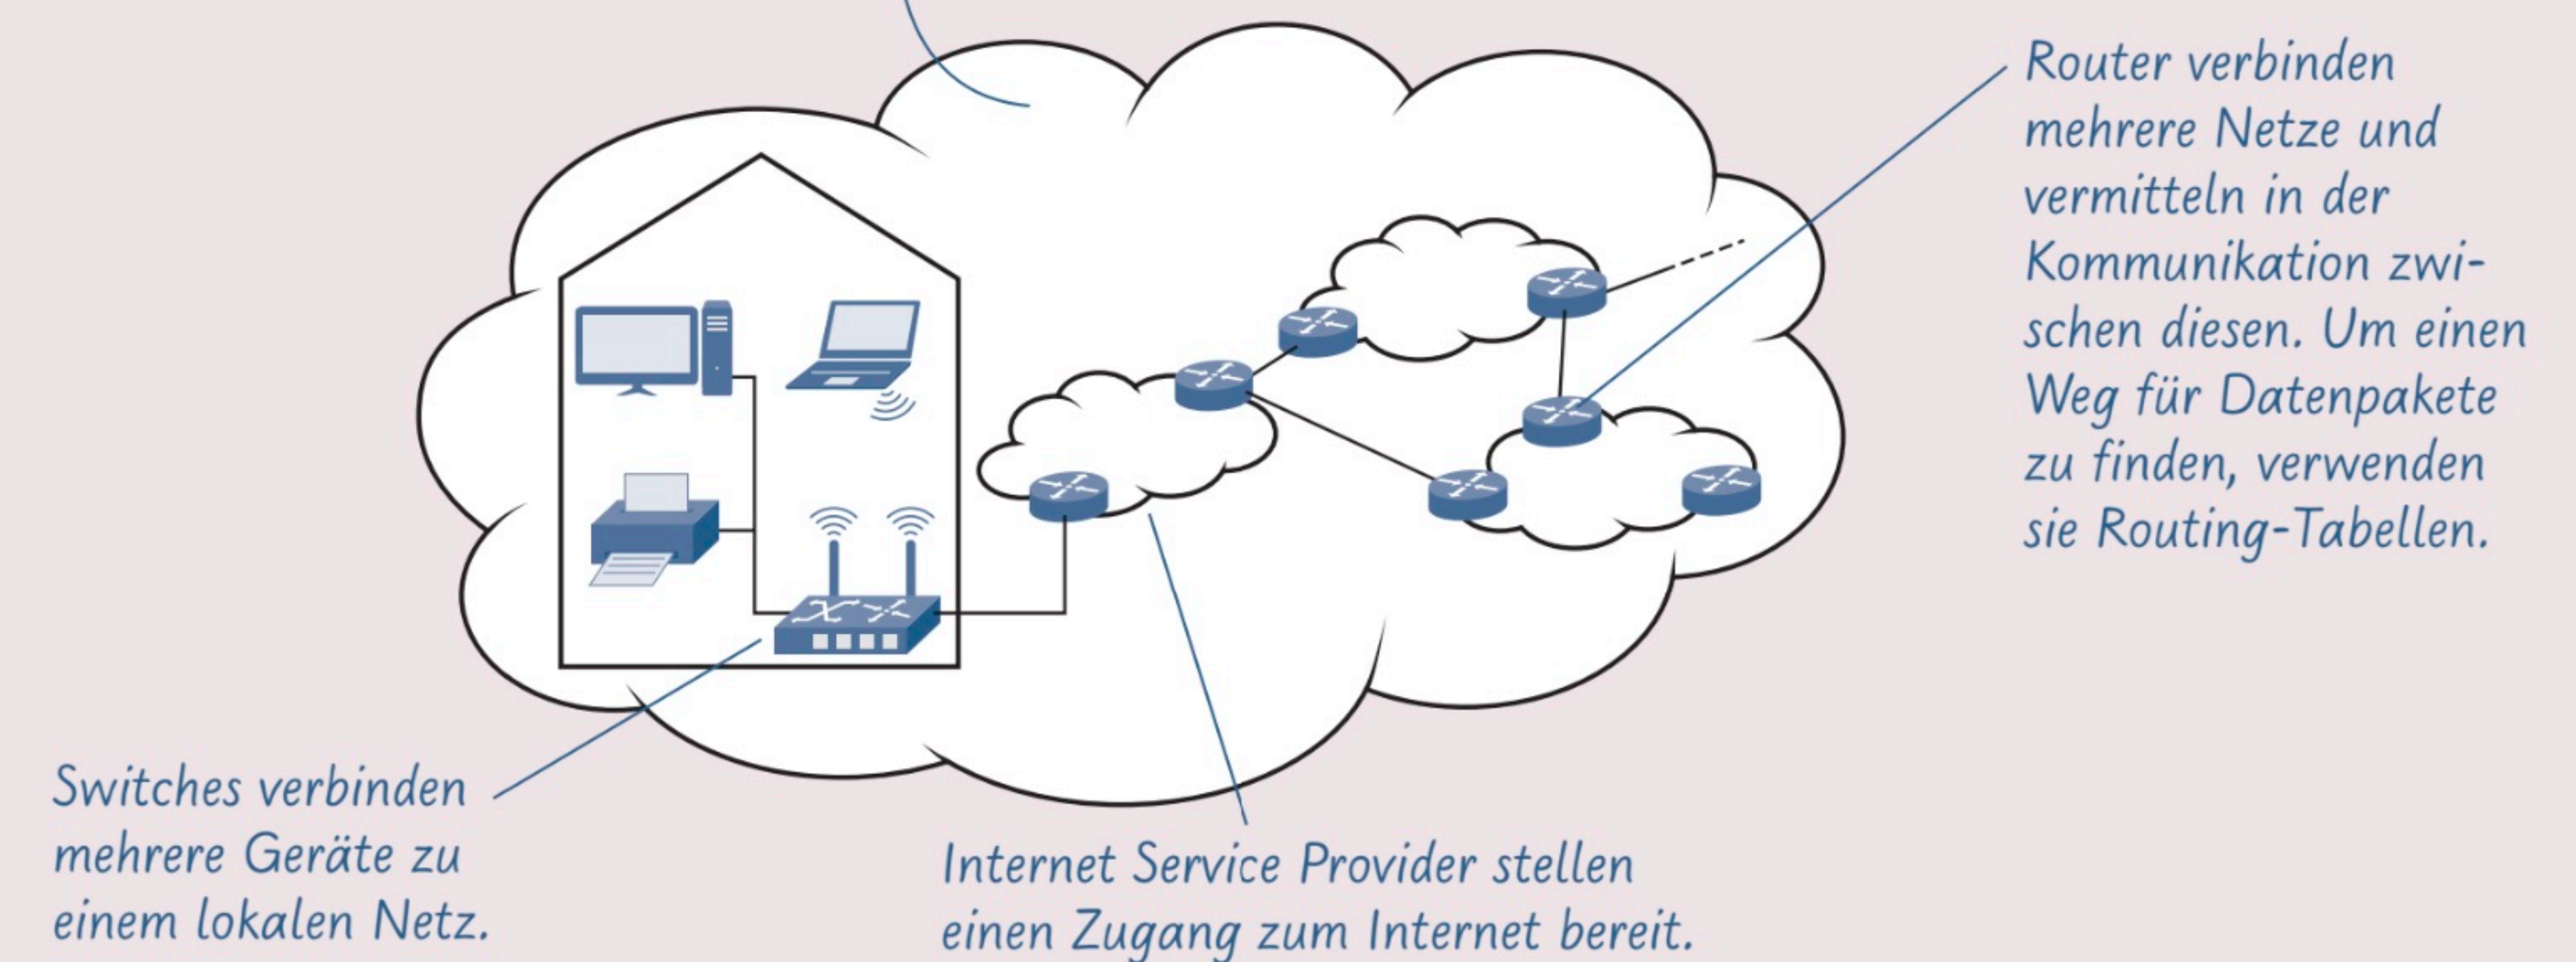 Router verbinden
mehrere Netze und
vermitteln in der
Kommunikation zwi-
schen diesen. Um einen
Weg für Datenpakete
zu finden, verwenden
sie Routing-Tabellen.
Switches verbinden
mehrere Geräte zu
einem lokalen Netz.
Internet Service Provider stellen
einen Zugang zum Internet bereit.